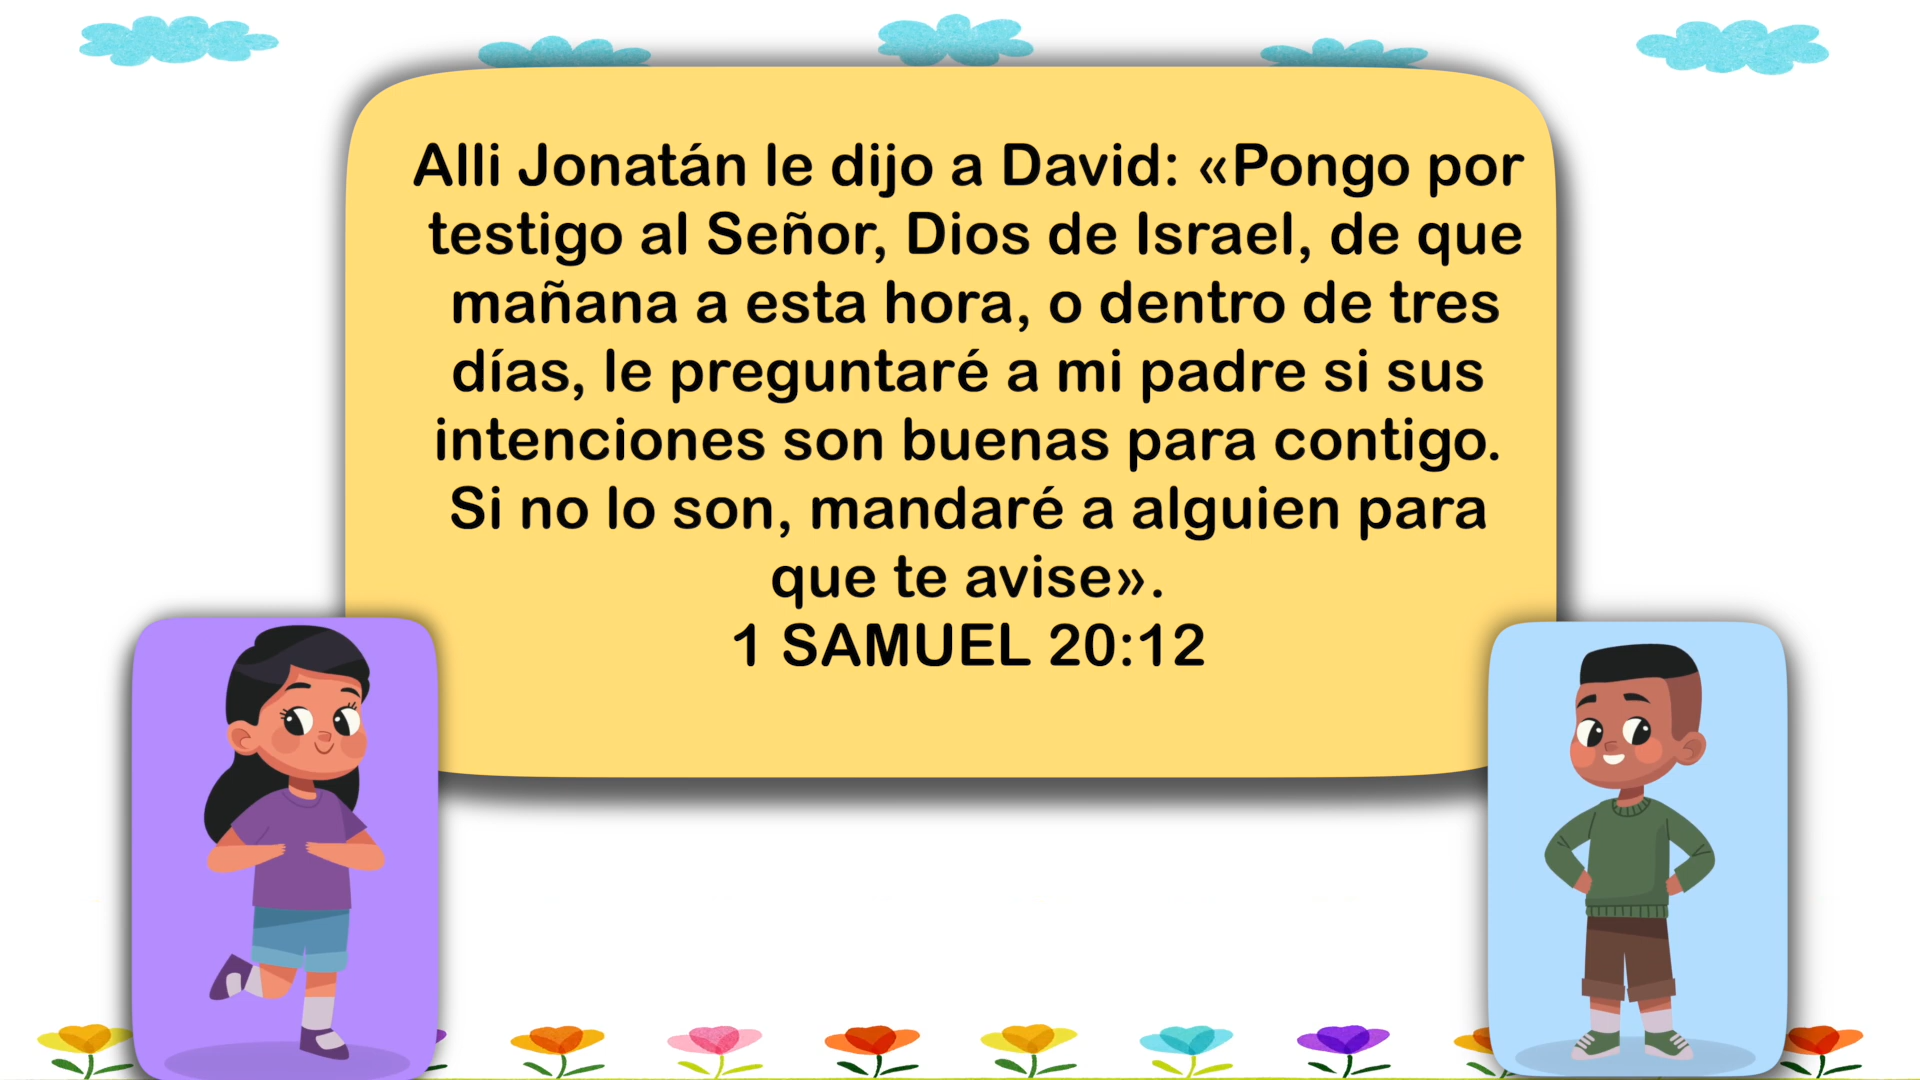 Alli Jonatán le dijo a David: «Pongo por
testigo al Señor, Dios de Israel, de que
mañana a esta hora, o dentro de tres
días, le preguntaré a mi padre si sus
intenciones son buenas para contigo.
Si no lo son, mandaré a alguien para
que te avise».
1 SAMUEL 20:12